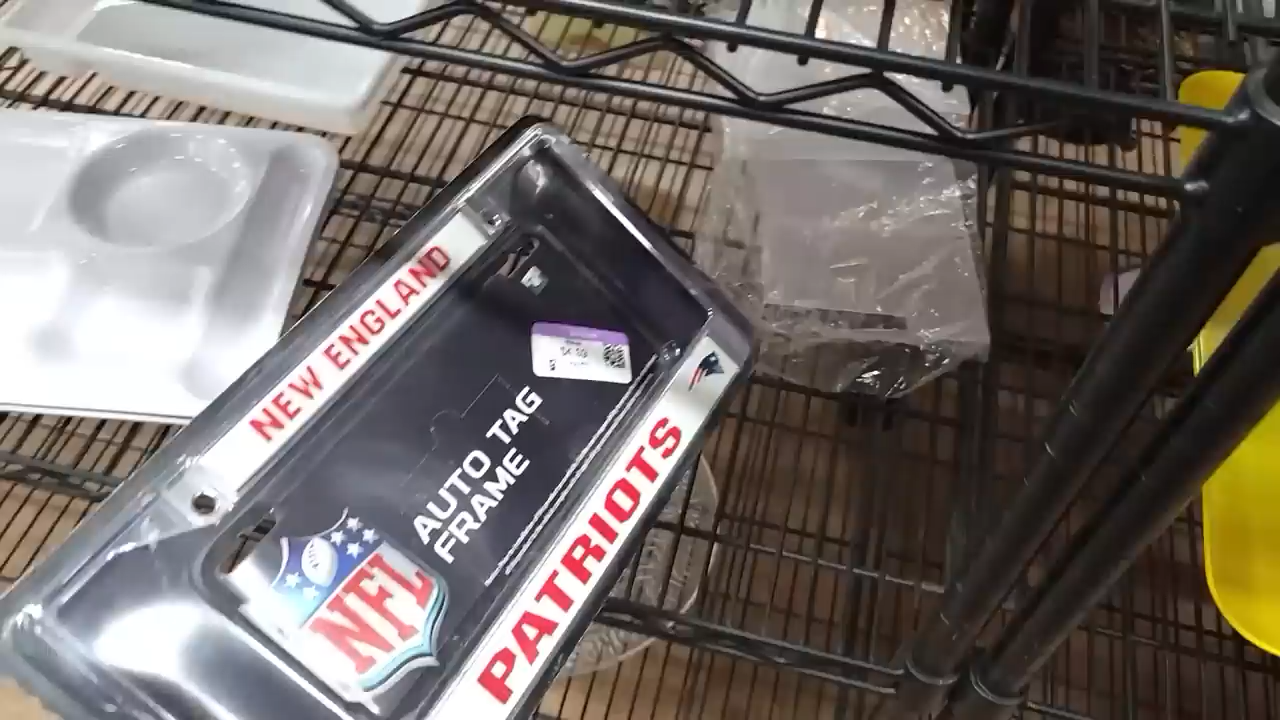 NEW ENGLAND
AUTO TAG
FRAME
NFL
PATRIOTS